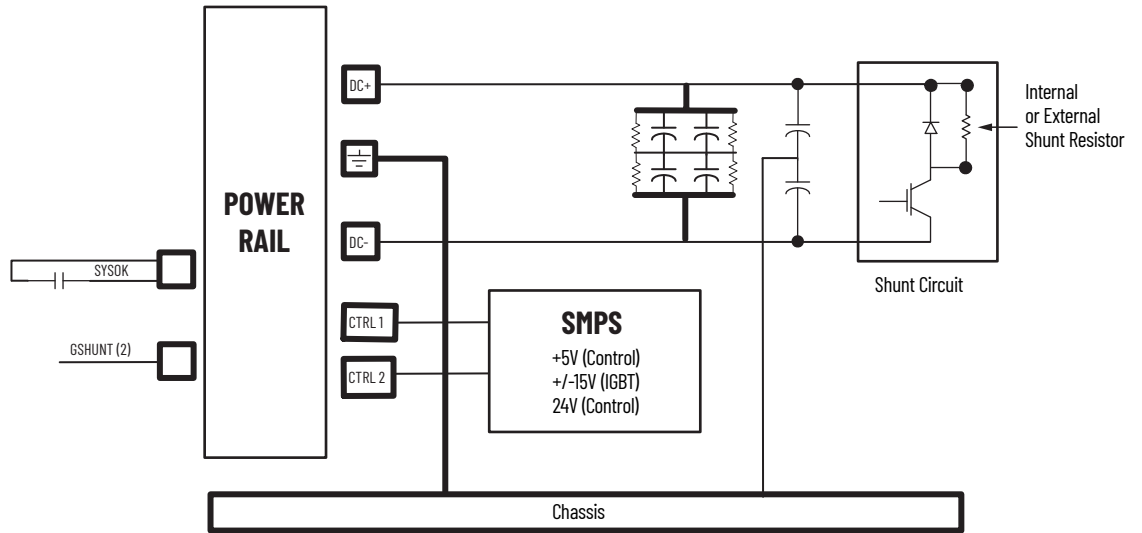 DC+
Internal
or External
Shunt Resistor
POWER
RAIL
DC-
SYSOK
Shunt Circuit
CTRL 1
SMPS
+5V (Control)
+/-15V (IGBT)
24V (Control)
GSHUNT (2)
CTRL 2
Chassis